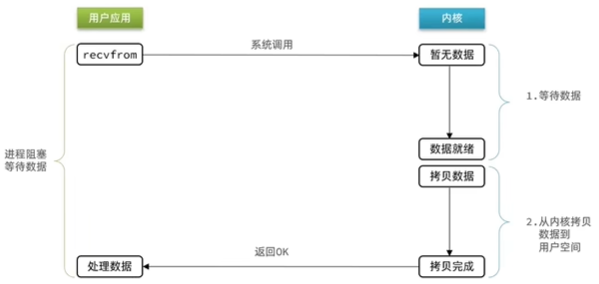 用户应用
内核
recvfrom
系统调用
暂无数据
1.等待数据
数据就绪
进程阻塞
等待数据
拷贝数据
2.从内核拷贝
数据到
用户空间
返回OK
处理数据
拷贝完成